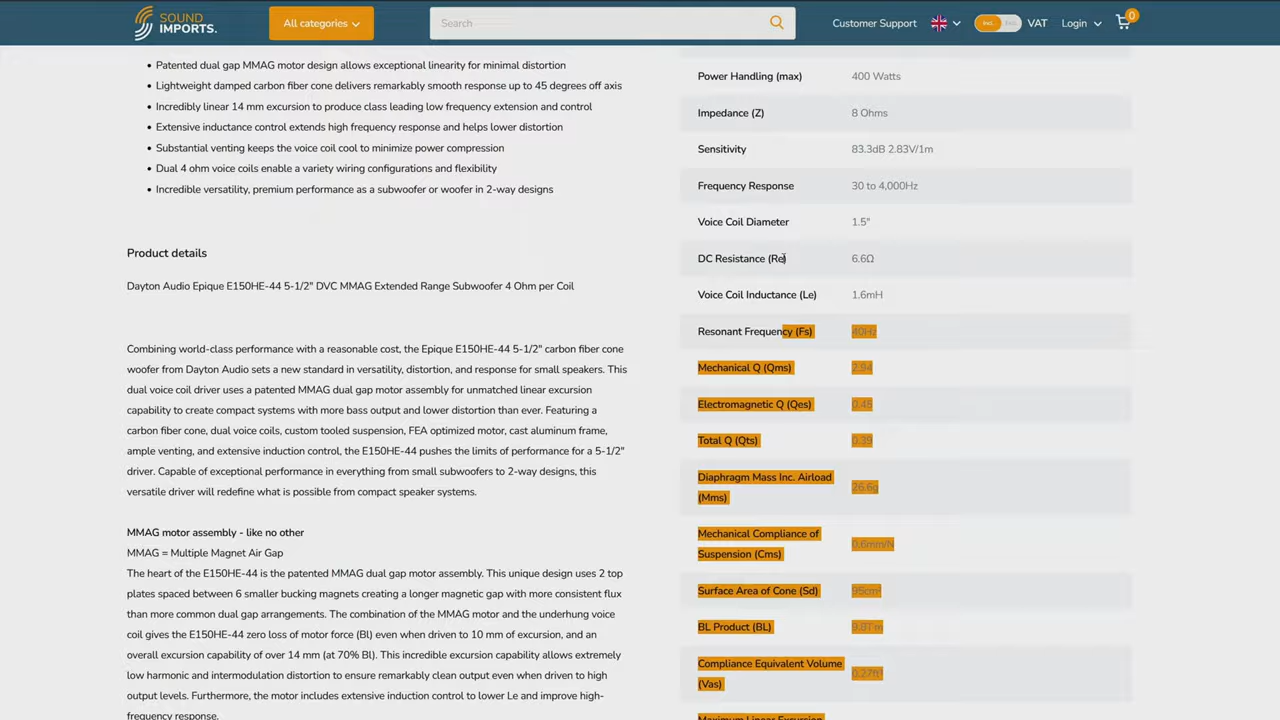 SOUND
IMPORTS.
All categories
Search
Customer Support
Incl.
VAT
Login
0
• Patented dual gap MMAG motor design allows exceptional linearity for minimal distortion
• Lightweight damped carbon fiber cone delivers remarkably smooth response up to 45 degrees off axis
• Incredibly linear 14 mm excursion to produce class leading low frequency extension and control
• Extensive inductance control extends high frequency response and helps lower distortion
• Substantial venting keeps the voice coil cool to minimize power compression
• Dual 4 ohm voice coils enable a variety wiring configurations and flexibility
• Incredible versatility, premium performance as a subwoofer or woofer in 2-way designs
Product details
Dayton Audio Epique E150HE-44 5-1/2" DVC MMAG Extended Range Subwoofer 4 Ohm per Coil
Combining world-class performance with a reasonable cost, the Epique E150HE-44 5-1/2" carbon fiber cone
woofer from Dayton Audio sets a new standard in versatility, distortion, and response for small speakers. This
dual voice coil driver uses a patented MMAG dual gap motor assembly for unmatched linear excursion
capability to create compact systems with more bass output and lower distortion than ever. Featuring a
carbon fiber cone, dual voice coils, custom tooled suspension, FEA optimized motor, cast aluminum frame,
ample venting, and extensive induction control, the E150HE-44 pushes the limits of performance for a 5-1/2"
driver. Capable of exceptional performance in everything from small subwoofers to 2-way designs, this
versatile driver will redefine what is possible from compact speaker systems.
MMAG motor assembly - like no other
MMAG = Multiple Magnet Air Gap
The heart of the E150HE-44 is the patented MMAG dual gap motor assembly. This unique design uses 2 top
plates spaced between 6 smaller bucking magnets creating a longer magnetic gap with more consistent flux
than more common dual gap arrangements. The combination of the MMAG motor and the underhung voice
coil gives the E150HE-44 zero loss of motor force (Bl) even when driven to 10 mm of excursion, and an
overall excursion capability of over 14 mm (at 70% Bl). This incredible excursion capability allows extremely
low harmonic and intermodulation distortion to ensure remarkably clean output even when driven to high
output levels. Furthermore, the motor includes extensive induction control to lower Le and improve high-
frequency response.
Power Handling (max) 400 Watts
Impedance (Z) 8 Ohms
Sensitivity 83.3dB 2.83V/1m
Frequency Response 30 to 4,000Hz
Voice Coil Diameter 1.5"
DC Resistance (Re) 6.6Ω
Voice Coil Inductance (Le) 1.6mH
Resonant Frequency (Fs) 40Hz
Mechanical Q (Qms) 2.94
Electromagnetic Q (Qes) 0.45
Total Q (Qts) 0.39
Diaphragm Mass Inc. Airload
(Mms) 26.6g
Mechanical Compliance of
Suspension (Cms) 0.6mm/N
Surface Area of Cone (Sd) 95cm²
BL Product (BL)
Compliance Equivalent Volume
(Vas) 0.27ft³
Maximum Linear Excursion